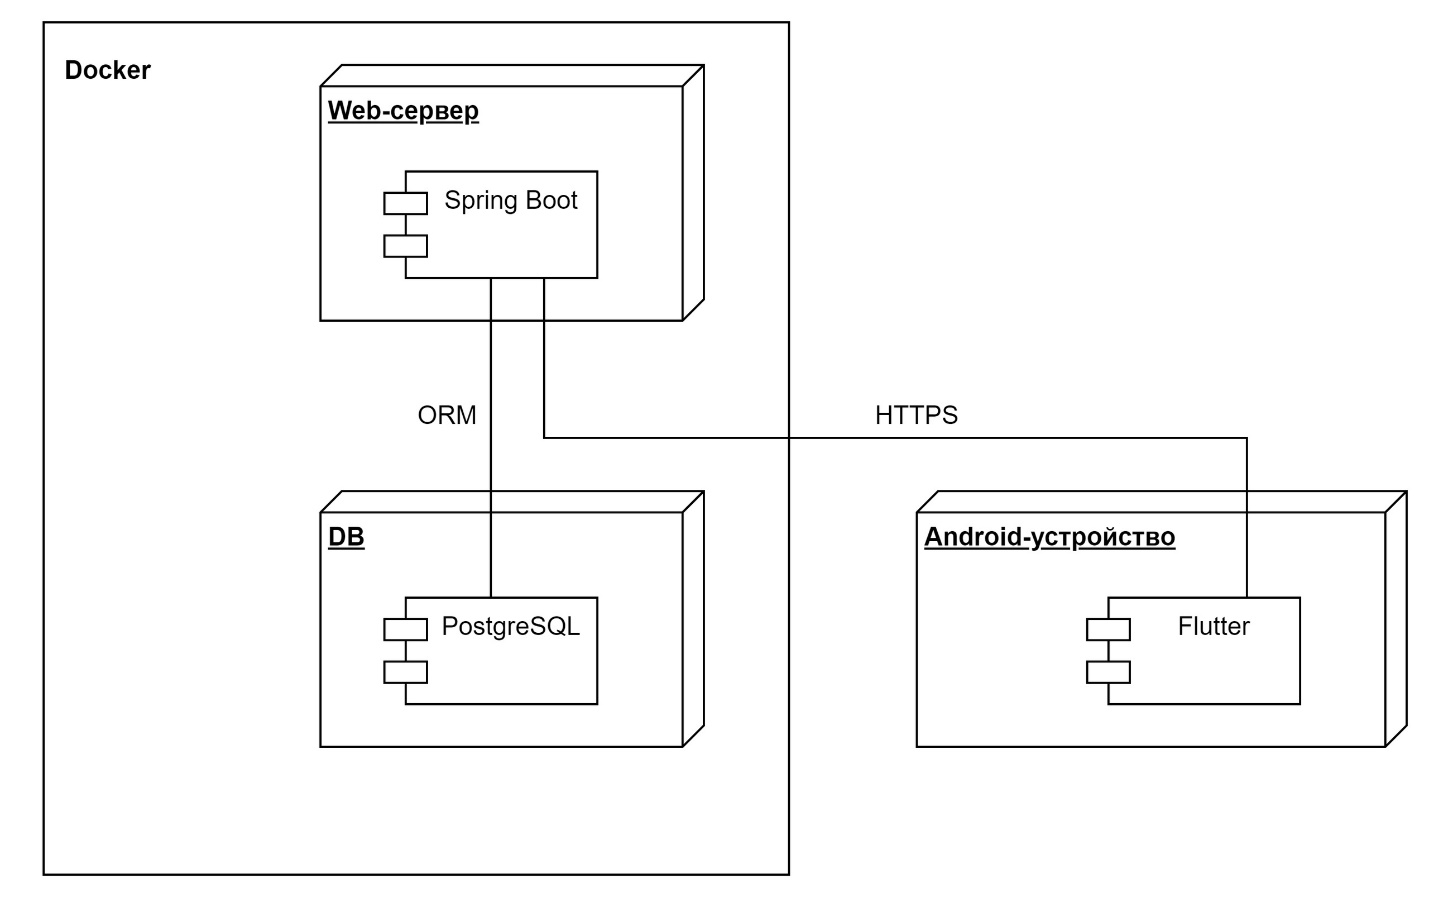 Docker
Web-сервер
Spring Boot
ORM
HTTPS
DB
PostgreSQL
Android-устройство
Flutter